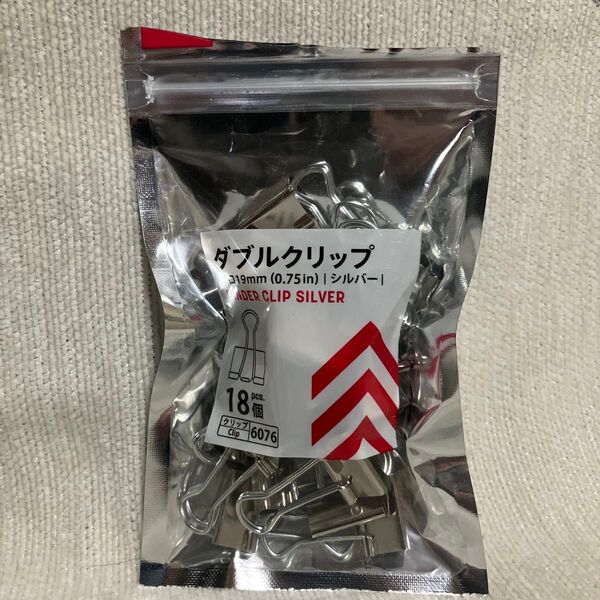 ダブルクリップ
19mm (0.75in) | シルバー |
NDER CLIP SILVER
18 pcs. 個
クリップ Clip 6076